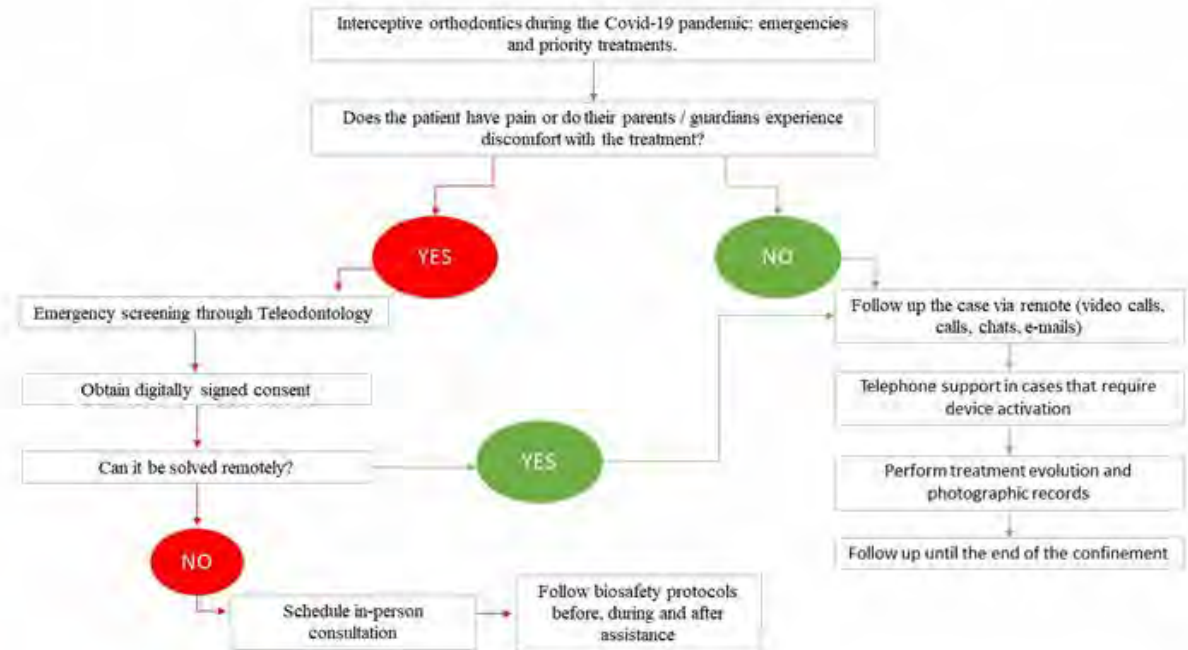 Interceptive orthodontics during the Covid-19 pandemic: emergencies
and priority treatments.
Does the patient have pain or do their parents / guardians experience
discomfort with the treatment?
YES
NO
Emergency screening through Teleodontology
Follow up the case via remote (video calls,
calls, chats, e-mails)
Obtain digitally signed consent
Telephone support in cases that require
device activation
Can it be solved remotely?
YES
Perform treatment evolution and
photographic records
NO
Follow up until the end of the confinement
Schedule in-person
consultation
Follow biosafety protocols
before, during and after
assistance